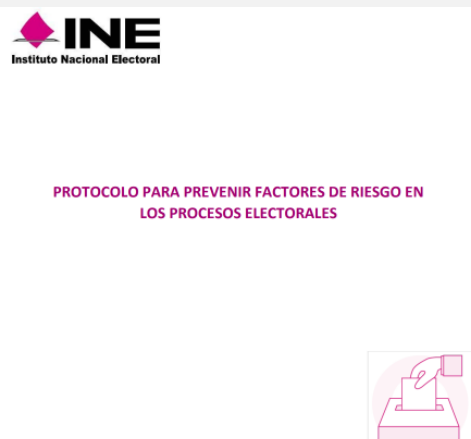 INE
Instituto Nacional Electoral
PROTOCOLO PARA PREVENIR FACTORES DE RIESGO EN
LOS PROCESOS ELECTORALES